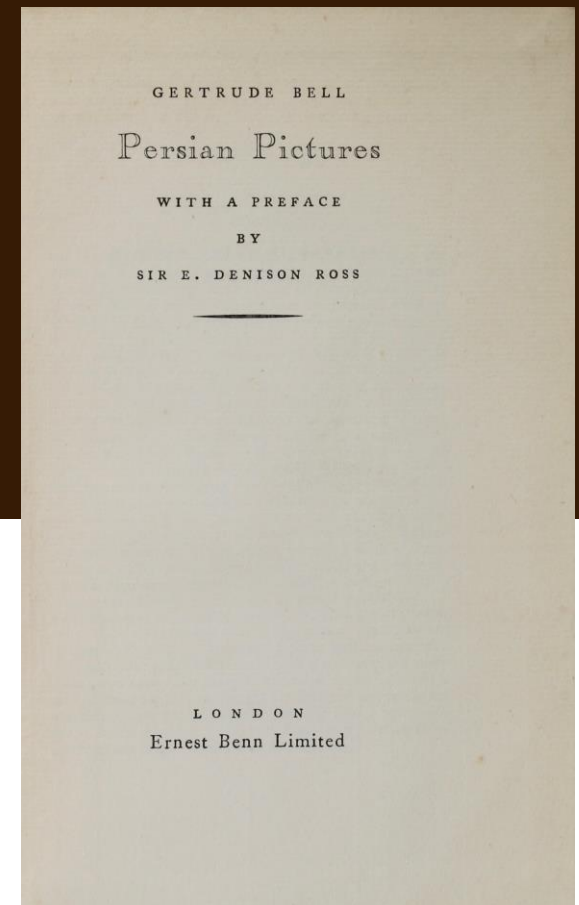 GERTRUDE BELL
Persian Pictures
WITH A PREFACE
BY
SIR E. DENISON ROSS
LONDON
Ernest Benn Limited